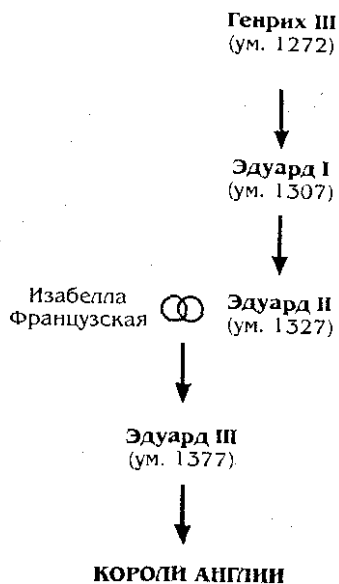 Генрих III
(ум. 1272)
Эдуард I
(ум. 1307)
Изабелла
Французская
Эдуард II
(ум. 1327)
Эдуард III
(ум. 1377)
КОРОЛИ АНГЛИИ